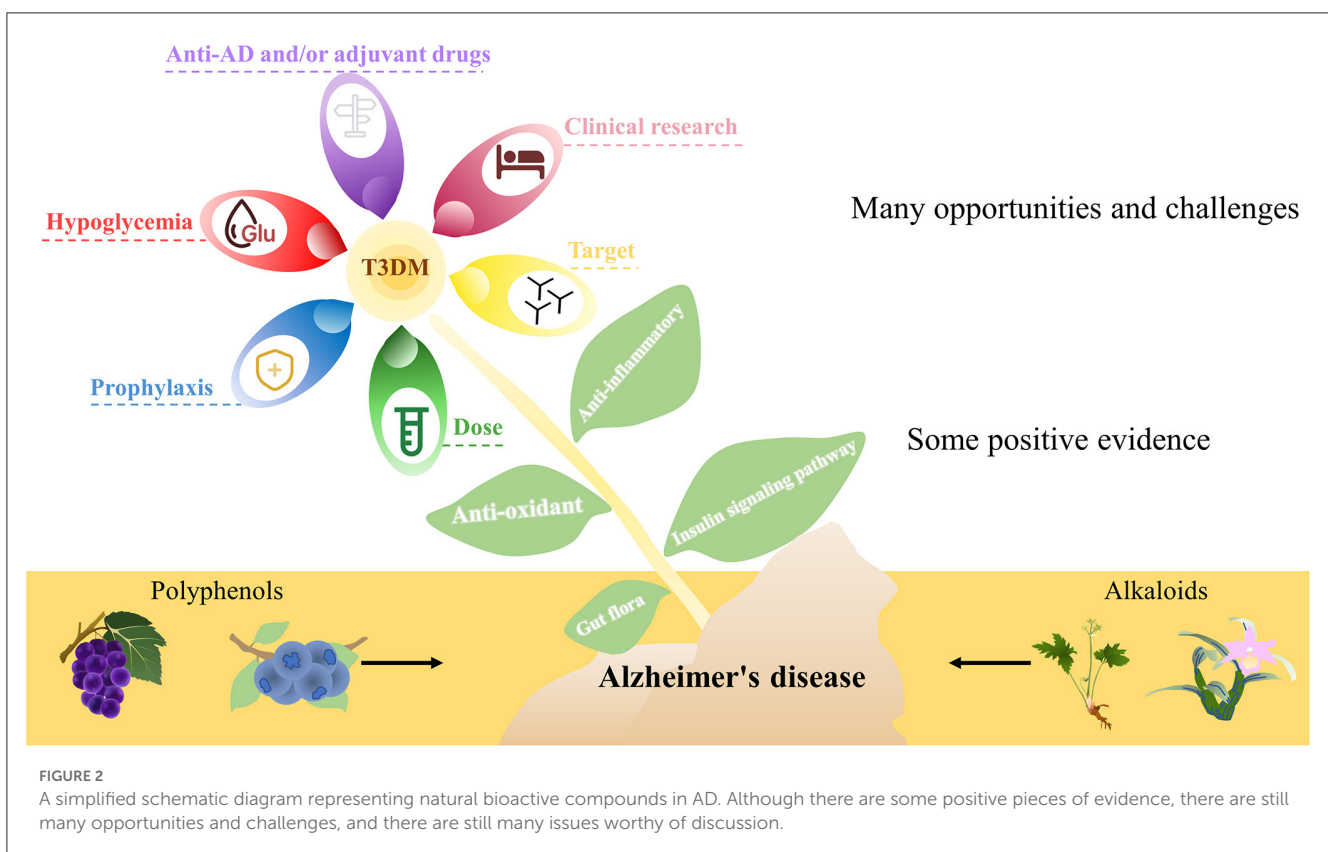 Anti-AD and/or adjuvant drugs
Clinical research
Hypoglycemia
Glu
T3DM
Target
Many opportunities and challenges
Prophylaxis
Dose
Anti-inflammatory
Some positive evidence
Anti-oxidant
Insulin signaling pathway
Polyphenols
Alkaloids
Gut flora
Alzheimer's disease
FIGURE 2
A simplified schematic diagram representing natural bioactive compounds in AD. Although there are some positive pieces of evidence, there are still
many opportunities and challenges, and there are still many issues worthy of discussion.